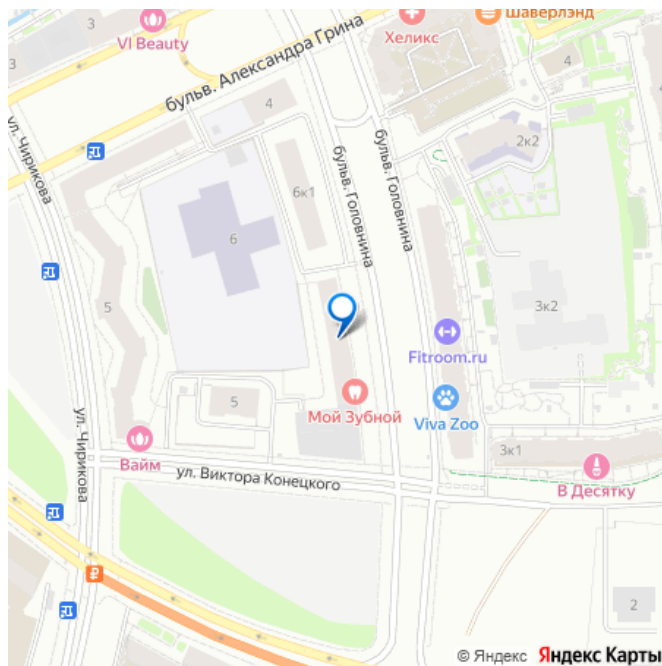 3
3
VI Beauty
Хеликс
Шаверлэнд
бульв. Александра Грина
4
4
ул. Чирикова
2к2
бульв. Головнина
бульв. Головнина
6к1
6
5
3к2
Fitroom.ru
5
Мой Зубной
Viva Zoo
ул. Чирикова
Вайм
3к1
ул. Виктора Конецкого
В Десятку
₽
2
© Яндекс Яндекс Карты